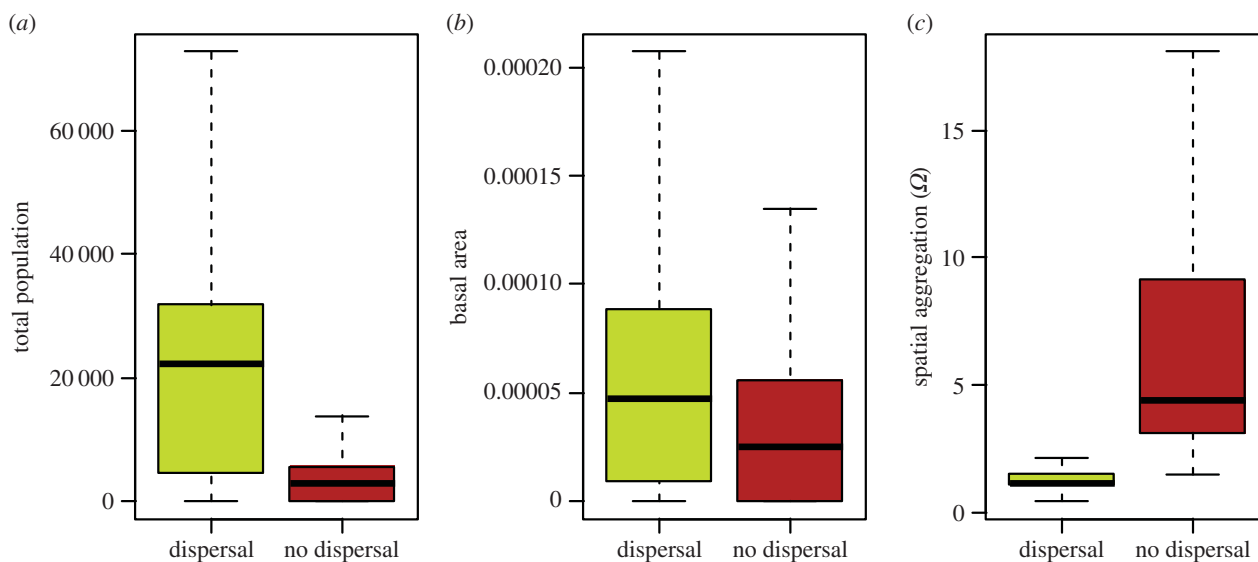 (a)
total population
60 000
40 000
20 000
0
dispersal
no dispersal
(b)
basal area
0.00020
0.00015
0.00010
0.00005
0
dispersal
no dispersal
(c)
spatial aggregation (Ω)
15
10
5
0
dispersal
no dispersal